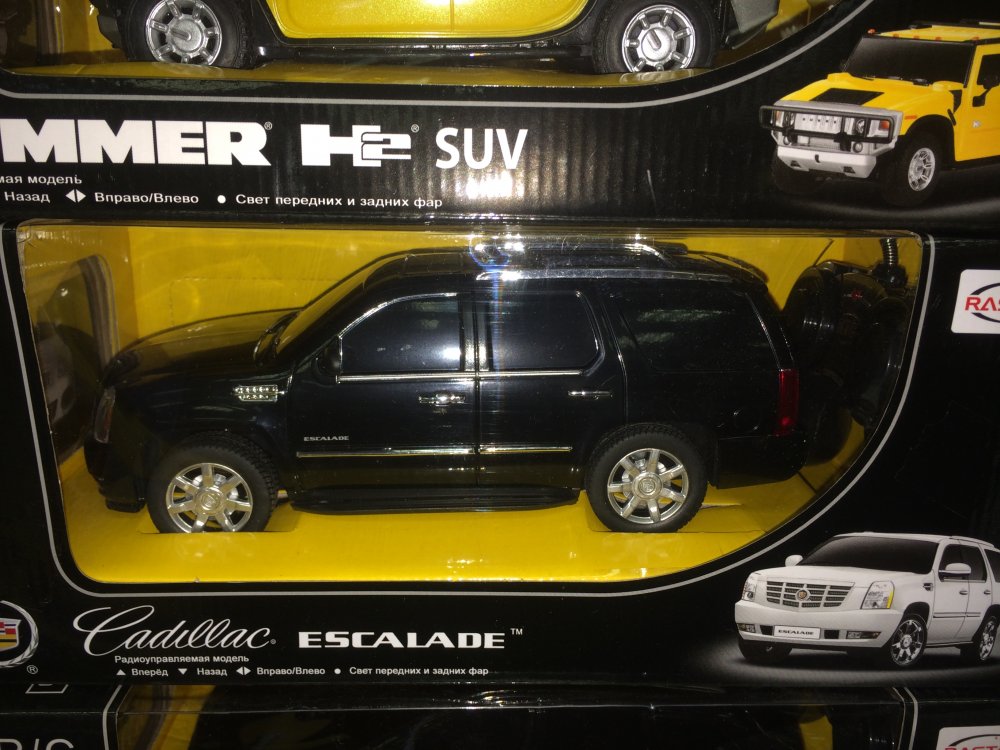 MMER® H2® SUV
мая модель
Назад ◀▶ Вправо/Влево ● Свет передних и задних фар
RAS
ESCALADE
ESCALADE
Cadillac® ESCALADE™
Радиоуправляемая модель
▲ Вперёд ▼ Назад ◀▶ Вправо/Влево ● Свет передних и задних фар
®